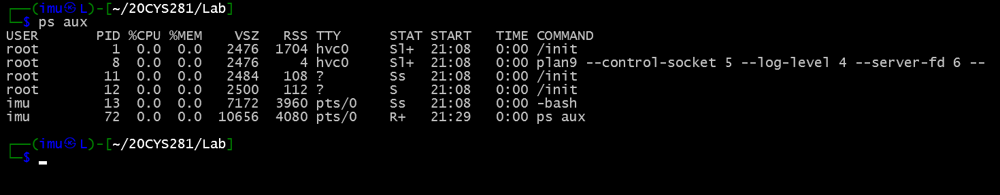 ┌──(imu㉿L)-[~/20CYS281/Lab]
└─$ ps aux
USER       PID %CPU %MEM    VSZ   RSS TTY      STAT START   TIME COMMAND
root         1  0.0  0.0   2476  1704 hvc0     Sl+  21:08   0:00 /init
root         8  0.0  0.0   2476     4 hvc0     Sl+  21:08   0:00 plan9 --control-socket 5 --log-level 4 --server-fd 6 --
root        11  0.0  0.0   2484   108 ?        Ss   21:08   0:00 /init
root        12  0.0  0.0   2500   112 ?        S    21:08   0:00 /init
imu         13  0.0  0.0   7172  3960 pts/0    Ss   21:08   0:00 -bash
imu         72  0.0  0.0  10656  4080 pts/0    R+   21:29   0:00 ps aux
┌──(imu㉿L)-[~/20CYS281/Lab]
└─$